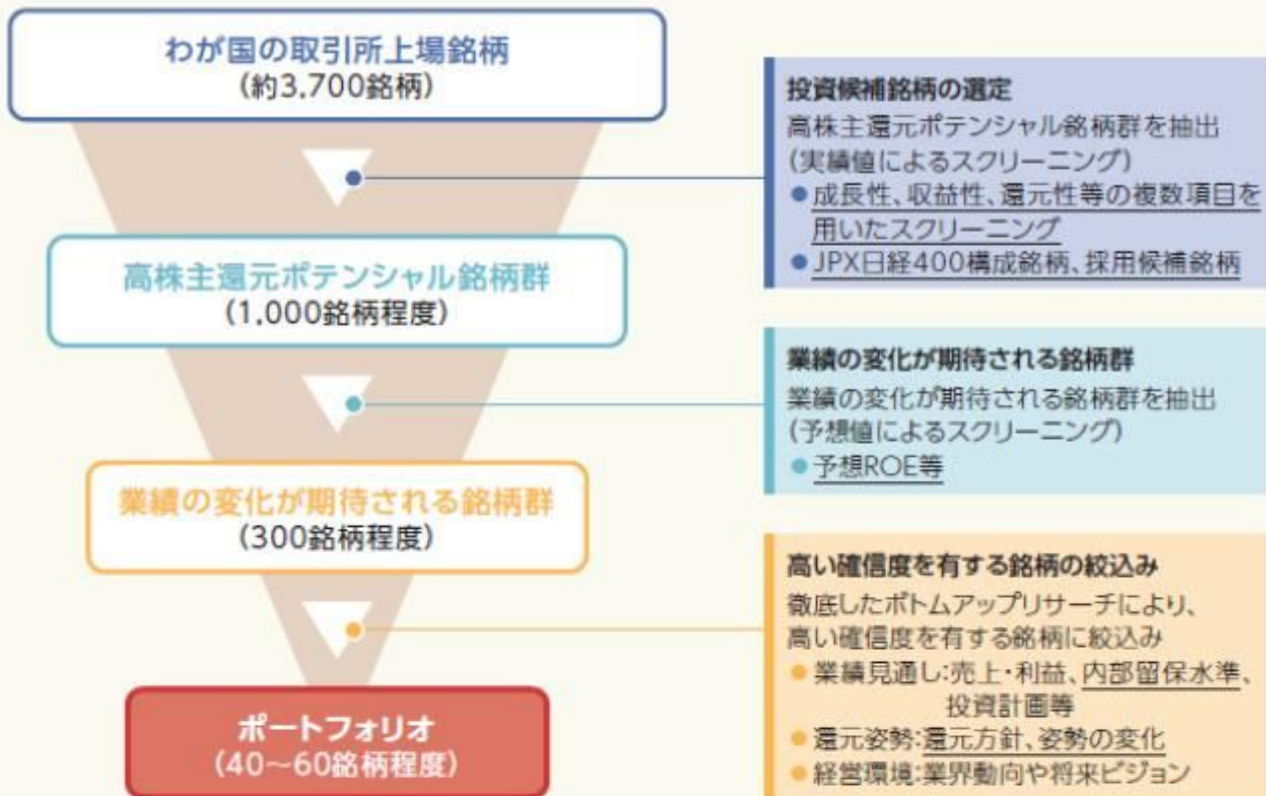 わが国の取引所上場銘柄
(約3,700銘柄)
投資候補銘柄の選定
高株主還元ポテンシャル銘柄群を抽出
(実績値によるスクリーニング)
●成長性、収益性、還元性等の複数項目を
用いたスクリーニング
●JPX日経400構成銘柄、採用候補銘柄
高株主還元ポテンシャル銘柄群
(1,000銘柄程度)
業績の変化が期待される銘柄群
業績の変化が期待される銘柄群を抽出
(予想値によるスクリーニング)
●予想ROE等
業績の変化が期待される銘柄群
(300銘柄程度)
高い確信度を有する銘柄の絞込み
徹底したボトムアップリサーチにより、
高い確信度を有する銘柄に絞込み
●業績見通し:売上・利益、内部留保水準、
投資計画等
●還元姿勢:還元方針、姿勢の変化
●経営環境:業界動向や将来ビジョン
ポートフォリオ
(40〜60銘柄程度)